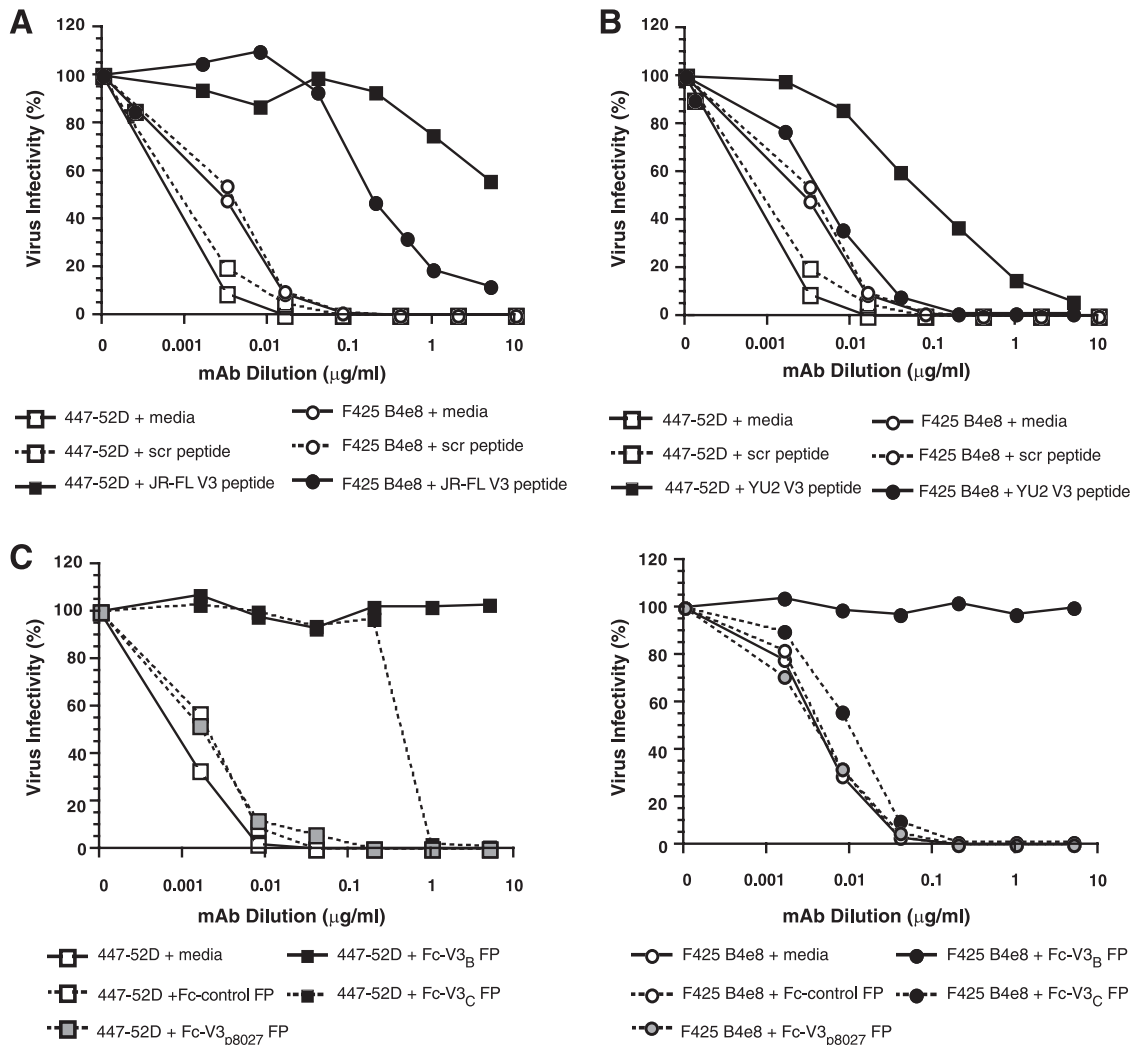 A
120
100
80
60
40
20
0
Virus Infectivity (%)
0 0.001 0.01 0.1 1 10
mAb Dilution (μg/ml)
447-52D + media
447-52D + scr peptide
447-52D + JR-FL V3 peptide
F425 B4e8 + media
F425 B4e8 + scr peptide
F425 B4e8 + JR-FL V3 peptide
B
120
100
80
60
40
20
0
Virus Infectivity (%)
0 0.001 0.01 0.1 1 10
mAb Dilution (μg/ml)
447-52D + media
447-52D + scr peptide
447-52D + YU2 V3 peptide
F425 B4e8 + media
F425 B4e8 + scr peptide
F425 B4e8 + YU2 V3 peptide
C
120
100
80
60
40
20
0
Virus Infectivity (%)
0 0.001 0.01 0.1 1 10
mAb Dilution (μg/ml)
447-52D + media
447-52D +Fc-control FP
447-52D + Fc-V3p8027 FP
447-52D + Fc-V3B FP
447-52D + Fc-V3C FP
120
100
80
60
40
20
0
Virus Infectivity (%)
0 0.001 0.01 0.1 1 10
mAb Dilution (μg/ml)
F425 B4e8 + media
F425 B4e8 + Fc-control FP
F425 B4e8 + Fc-V3p8027 FP
F425 B4e8 + Fc-V3B FP
F425 B4e8 + Fc-V3C FP